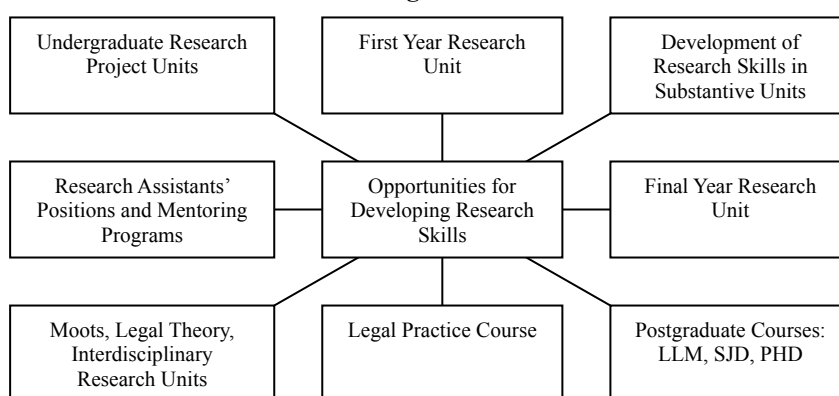 Undergraduate Research
Project Units
First Year Research
Unit
Development of
Research Skills in
Substantive Units
Research Assistants'
Positions and Mentoring
Programs
Opportunities for
Developing Research
Skills
Final Year Research
Unit
Moots, Legal Theory,
Interdisciplinary
Research Units
Legal Practice Course
Postgraduate Courses:
LLM, SJD, PHD